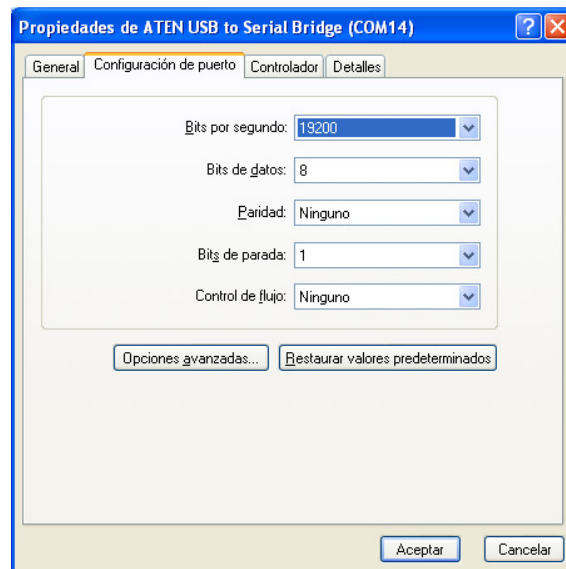 Propiedades de ATEN USB to Serial Bridge (COM14)
General Configuración de puerto Controlador Detalles
Bits por segundo: 19200
Bits de datos: 8
Paridad: Ninguno
Bits de parada: 1
Control de flujo: Ninguno
Opciones avanzadas... Restaurar valores predeterminados
Aceptar Cancelar